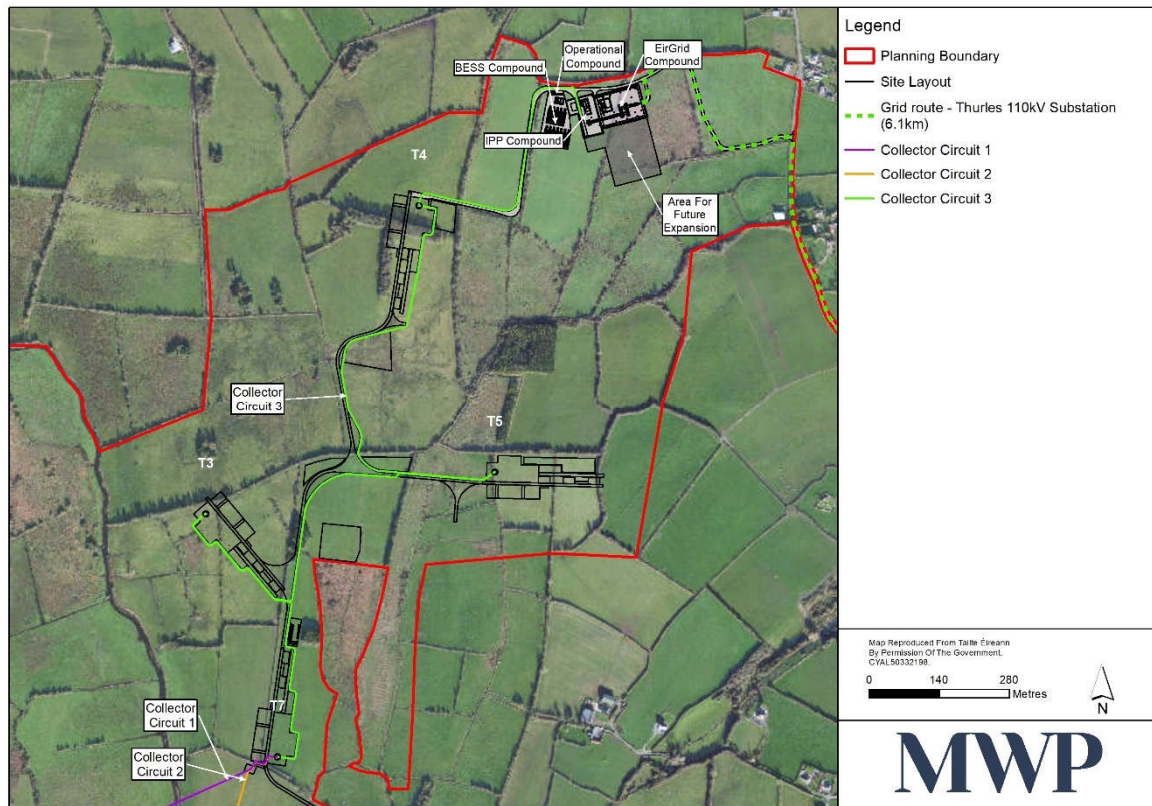 Operational
Compound
EirGrid
Compound
BESS Compound
IPP Compound
T4
Area For
Future
Expansion
Collector
Circuit 3
T5
T3
T7
Collector
Circuit 1
Collector
Circuit 2
Legend
Planning Boundary
Site Layout
Grid route - Thurles 110kV Substation
(6.1km)
Collector Circuit 1
Collector Circuit 2
Collector Circuit 3
Map Reproduced From Tailte Éireann
By Permission Of The Government.
CYAL50332198.
0 140 280
Metres
N
MWP